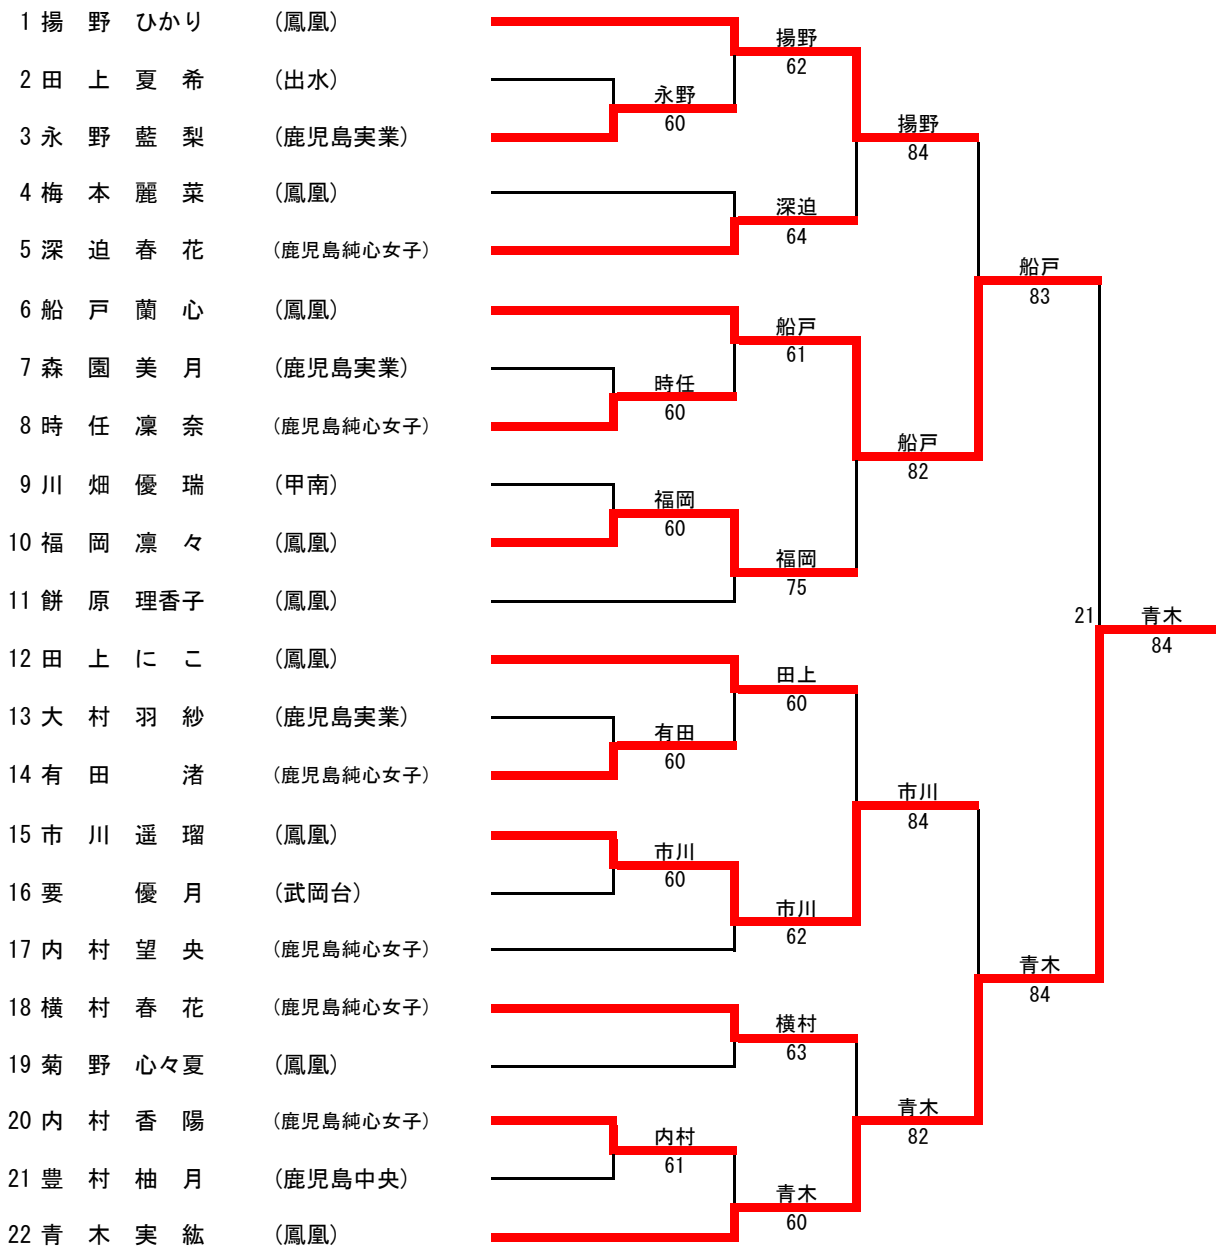 1 揚野ひかり (鳳凰)
揚野
62
2 田上夏希 (出水)
永野
60
3 永野藍梨 (鹿児島実業)
揚野
84
4 梅本麗菜 (鳳凰)
深迫
64
5 深迫春花 (鹿児島純心女子)
船戸
83
6 船戸蘭心 (鳳凰)
船戸
61
7 森園美月 (鹿児島実業)
時任
60
8 時任凜奈 (鹿児島純心女子)
船戸
82
9 川畑優瑞 (甲南)
福岡
60
10 福岡凛々 (鳳凰)
福岡
75
11 餅原理香子 (鳳凰)
21 青木
84
12 田上にこ (鳳凰)
田上
60
13 大村羽紗 (鹿児島実業)
有田
60
14 有田渚 (鹿児島純心女子)
市川
84
15 市川遥瑠 (鳳凰)
市川
60
16 要優月 (武岡台)
市川
62
17 内村望央 (鹿児島純心女子)
青木
84
18 横村春花 (鹿児島純心女子)
横村
63
19 菊野心々夏 (鳳凰)
青木
82
20 内村香陽 (鹿児島純心女子)
内村
61
21 豊村柚月 (鹿児島中央)
青木
60
22 青木実紘 (鳳凰)